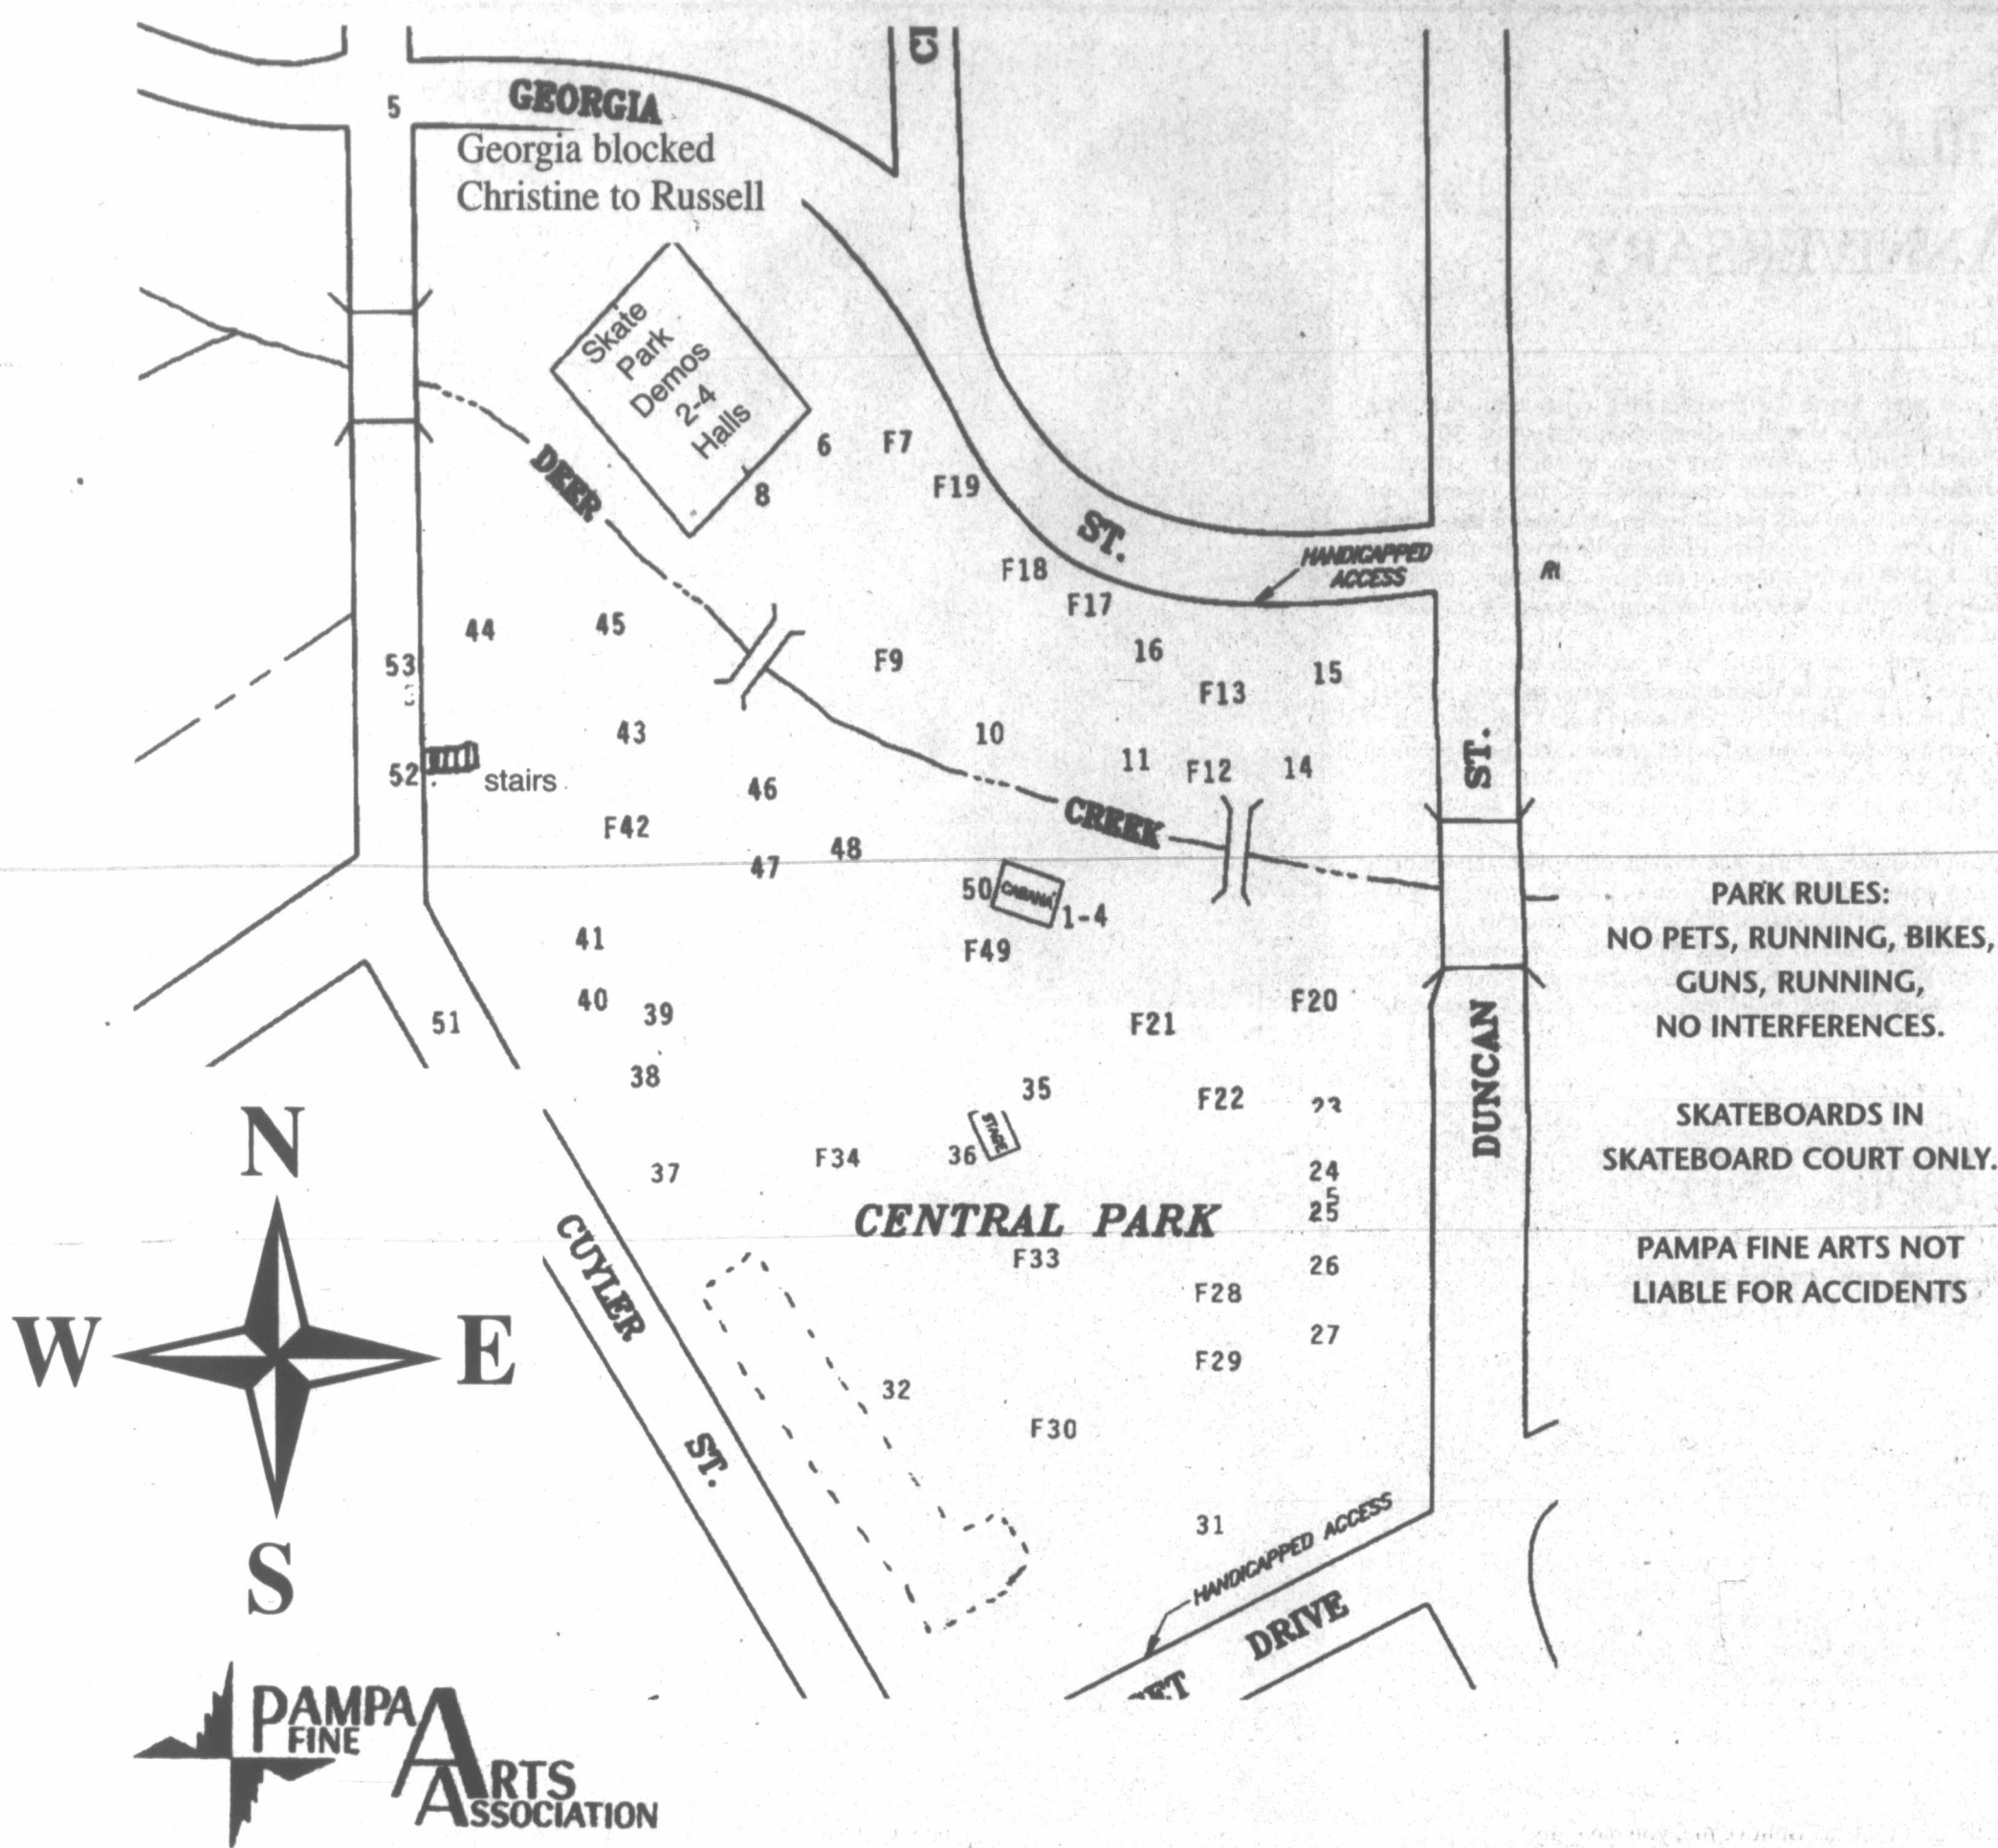 GEORGIA
5
Georgia blocked
Christine to Russell
Skate
Park
Demos
2-4
Halls
6
F7
8
F19
DEER
ST.
HANDICAPPED
ACCESS
F18
F17
44
45
53
F9
16
F13
15
43
10
11
F12
14
ST.
52
stairs
46
F42
CREEK
47
48
50
CABANA
1-4
F49
41
40
39
51
F21
F20
DUNCAN
38
35
F22
23
STAGE
36
37
F34
24
5
25
CENTRAL PARK
F33
26
F28
27
F29
CUYLER
ST.
32
F30
31
HANDICAPPED ACCESS
DRIVE
PARK RULES:
NO PETS, RUNNING, BIKES,
GUNS, RUNNING,
NO INTERFERENCES.
SKATEBOARDS IN
SKATEBOARD COURT ONLY.
PAMPA FINE ARTS NOT
LIABLE FOR ACCIDENTS
N
W
E
S
PAMPA
FINE
ARTS
ASSOCIATION